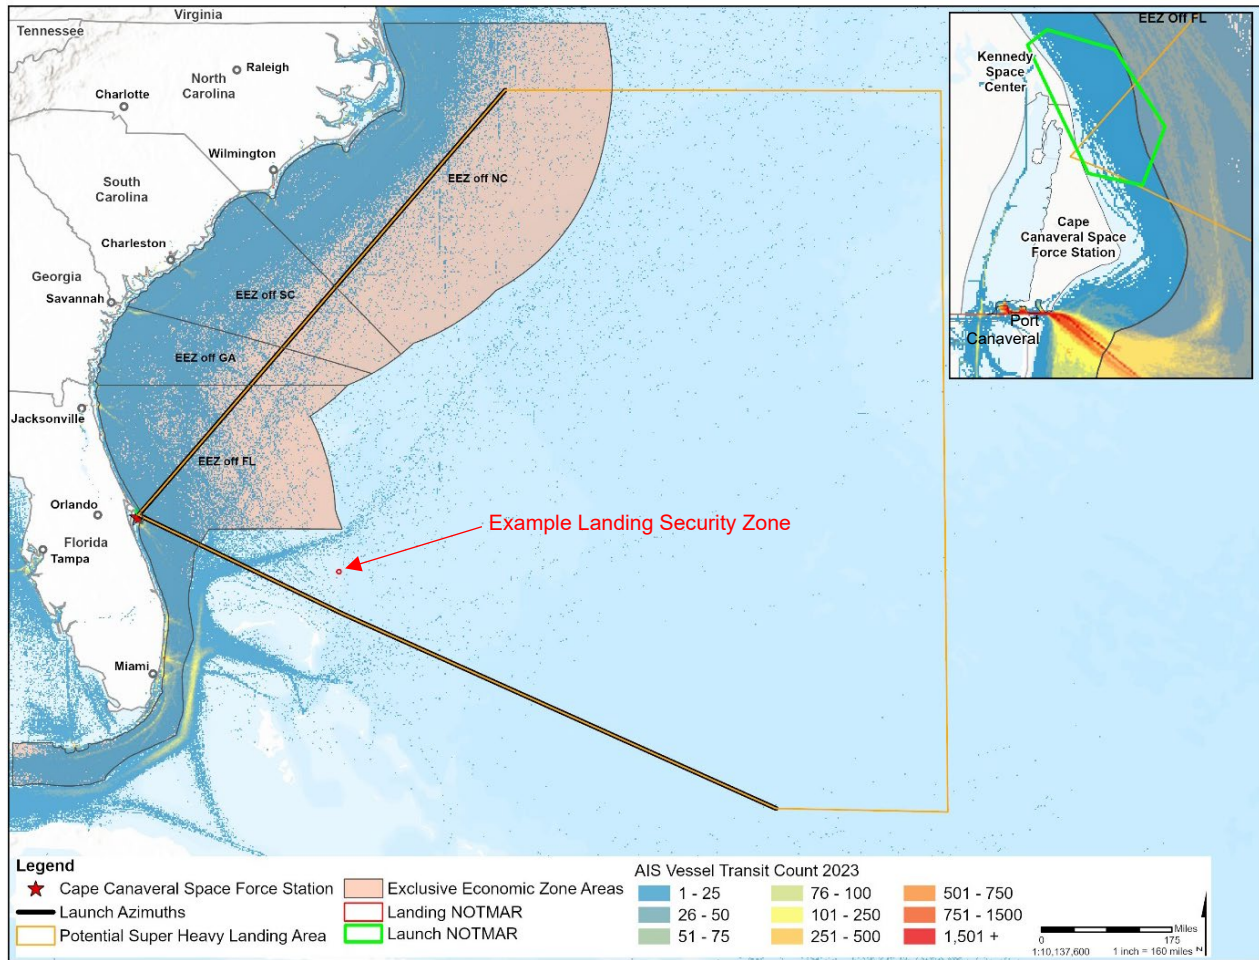 Virginia
Tennessee
Raleigh
North
Carolina
Charlotte
Wilmington
South
Carolina
Charleston
Georgia
Savannah
Jacksonville
Orlando
Florida
Tampa
Miami
EEZ off NC
EEZ off SC
EEZ off GA
EEZ off FL
Example Landing Security Zone
EEZ Off FL
Kennedy
Space
Center
Cape
Canaveral Space
Force Station
Port
Canaveral
Legend
Cape Canaveral Space Force Station
Launch Azimuths
Potential Super Heavy Landing Area
Exclusive Economic Zone Areas
Landing NOTMAR
Launch NOTMAR
AIS Vessel Transit Count 2023
1 - 25
26 - 50
51 - 75
76 - 100
101 - 250
251 - 500
501 - 750
751 - 1500
1,501 +
Miles
0 175
1:10,137,600 1 inch = 160 miles N